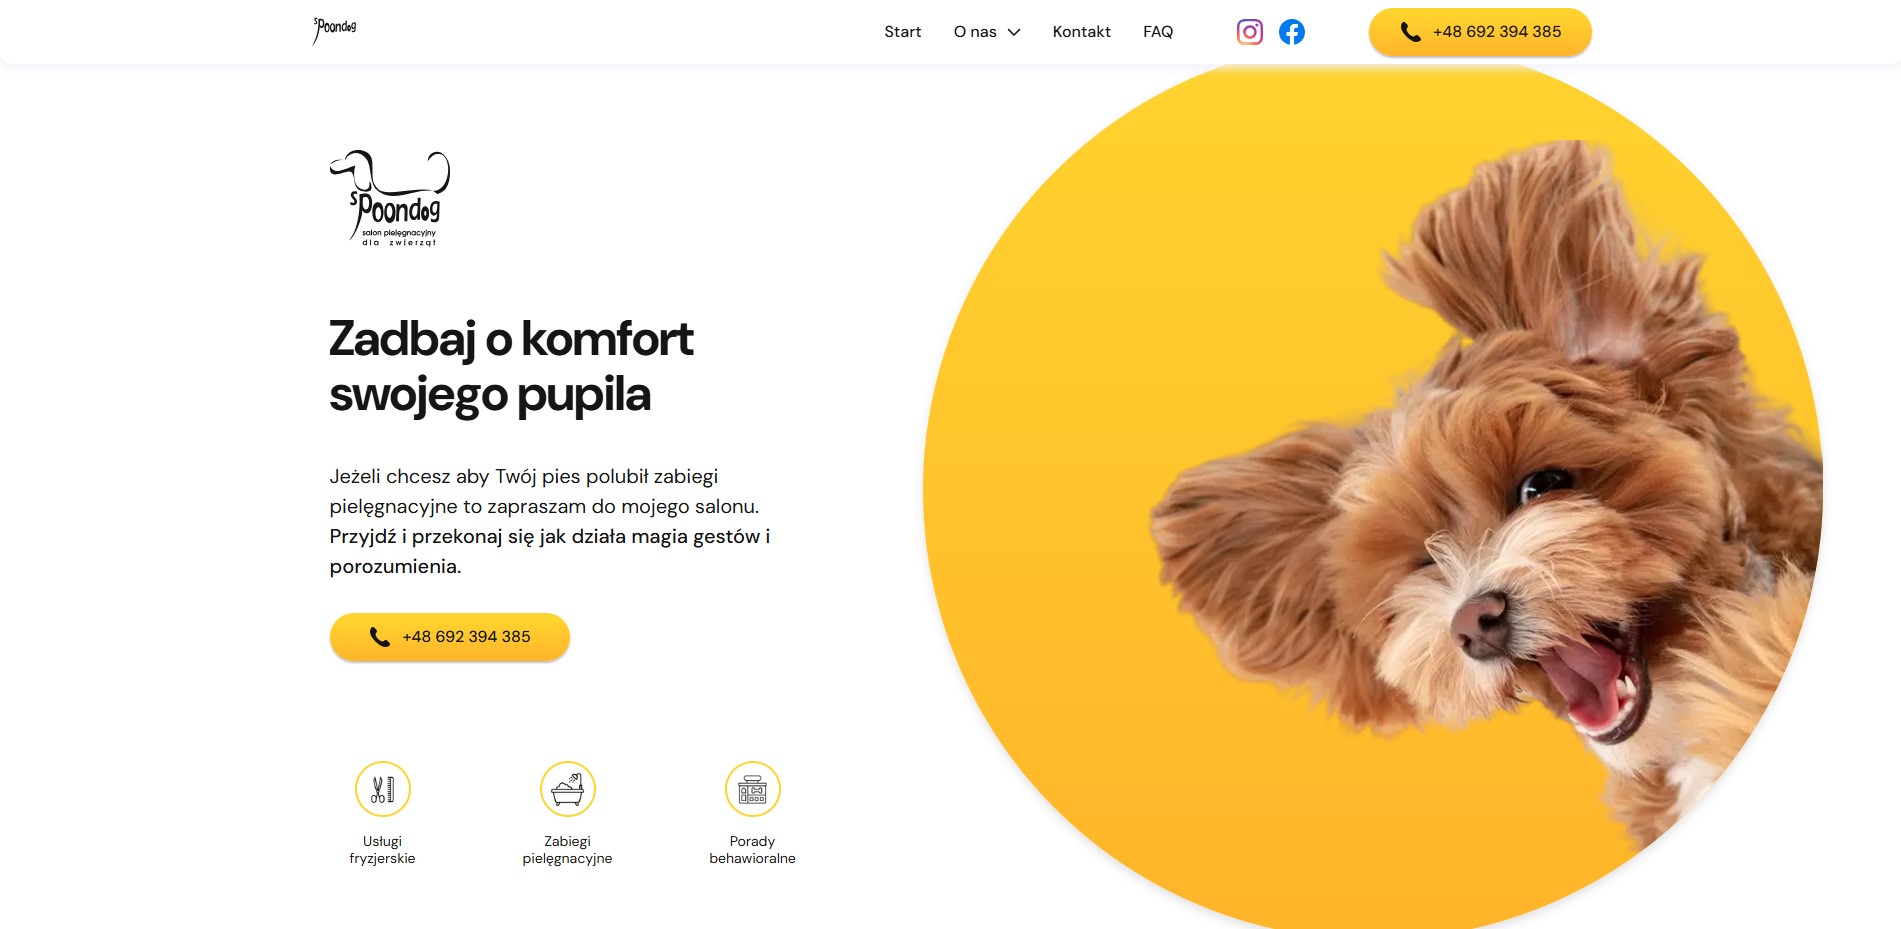 spoondog
Start
O nas
Kontakt
FAQ
+48 692 394 385
spoondog
salon pielęgnacyjny
dla zwierząt
Zadbaj o komfort
swojego pupila
Jeżeli chcesz aby Twój pies polubił zabiegi
pielęgnacyjne to zapraszam do mojego salonu.
Przyjdź i przekonaj się jak działa magia gestów i
porozumienia.
+48 692 394 385
Usługi
fryzjerskie
Zabiegi
pielęgnacyjne
Porady
behawioralne